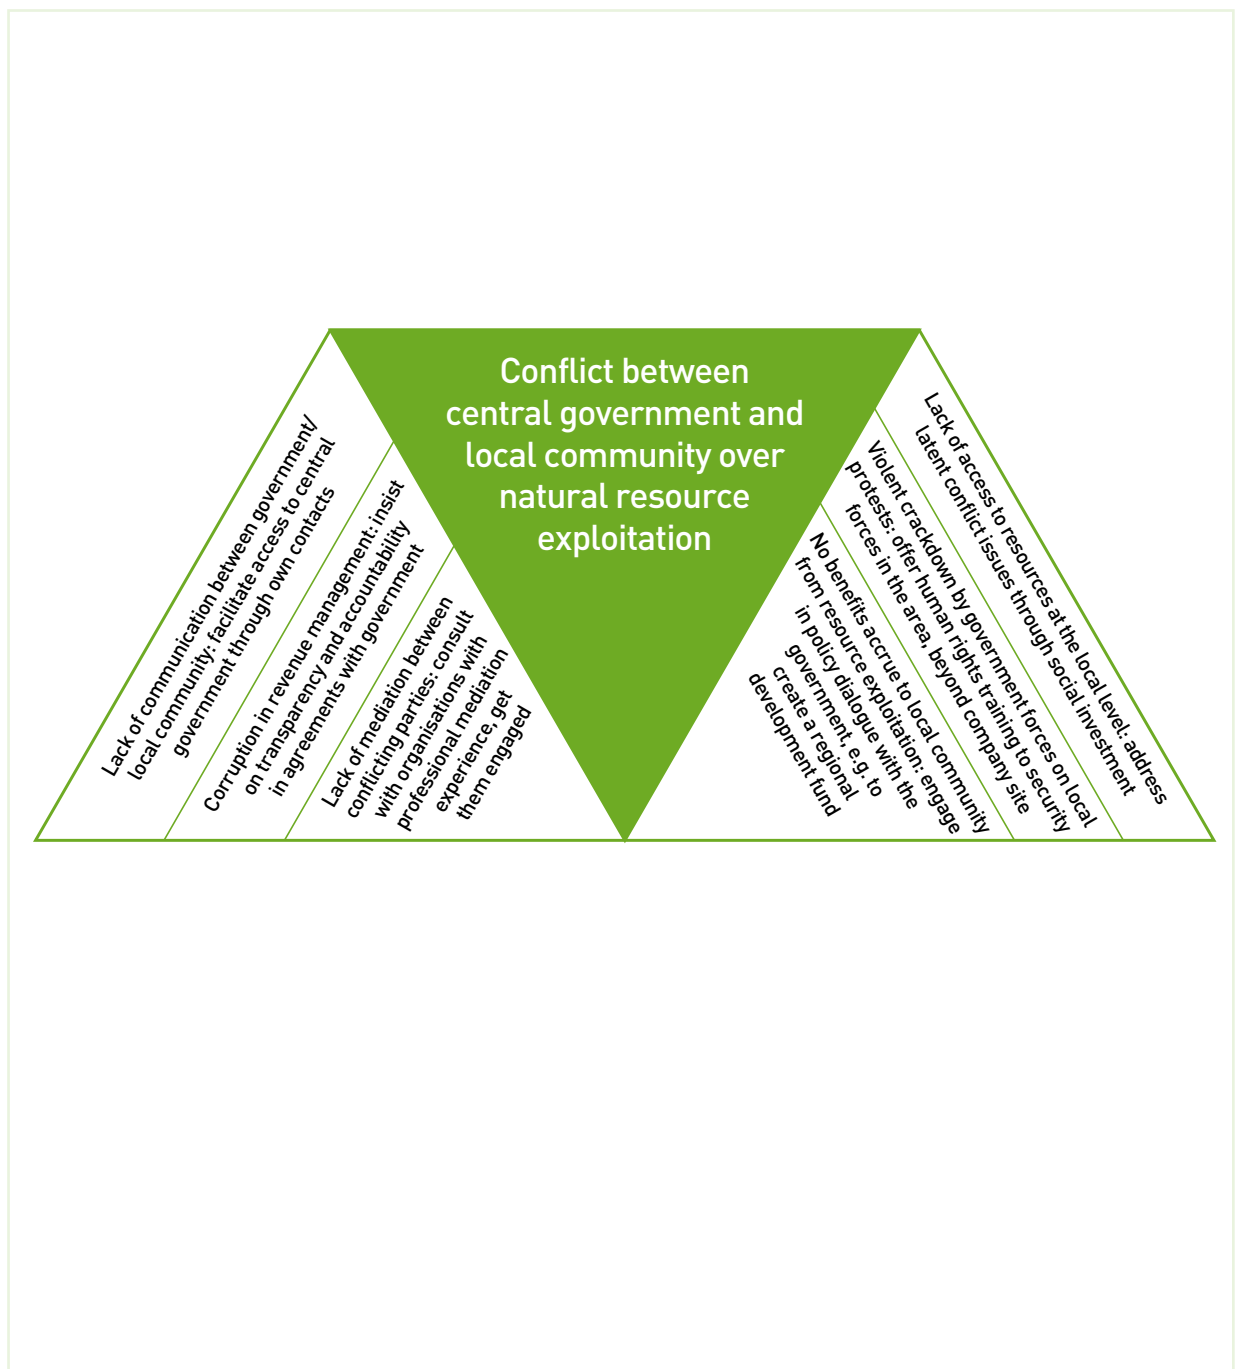 Conflict between
central government and
local community over
natural resource
exploitation
Lack of communication between government/
local community: facilitate access to central
government through own contacts
Corruption in revenue management: insist
on transparency and accountability
in agreements with government
Lack of mediation between
conflicting parties: consult
with organisations with
professional mediation
experience, get
them engaged
No benefits accrue to local community
from resource exploitation: engage
in policy dialogue with the
government, e.g. to
create a regional
development fund
Violent crackdown by government forces on local
protests: offer human rights training to security
forces in the area, beyond company site
Lack of access to resources at the local level: address
latent conflict issues through social investment